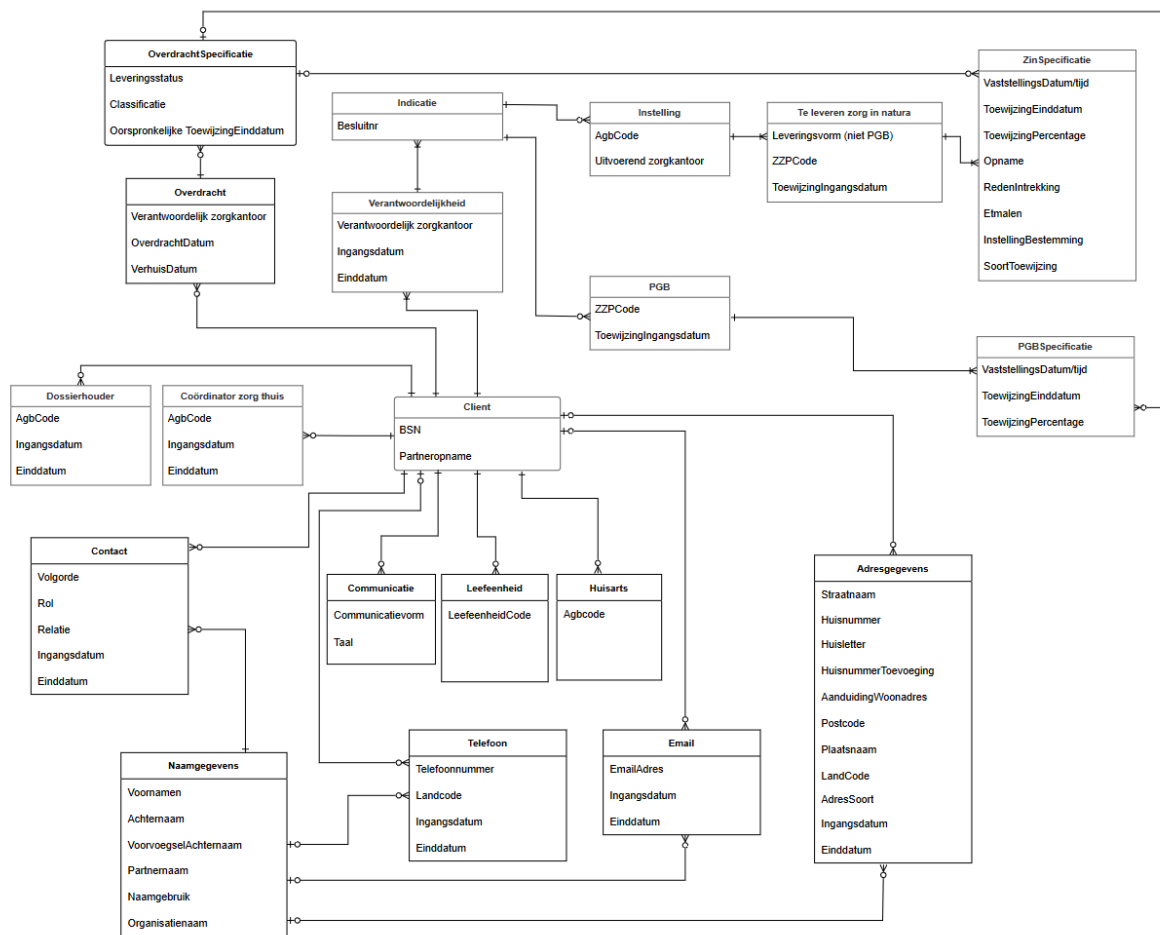 OverdrachtSpecificatie
Leveringsstatus
Classificatie
Oorspronkelijke ToewijzingEinddatum
Indicatie
Besluitnr
Instelling
AgbCode
Uitvoerend zorgkantoor
Te leveren zorg in natura
Leveringsvorm (niet PGB)
ZZPCode
ToewijzingIngangsdatum
ZinSpecificatie
VaststellingsDatum/tijd
ToewijzingEinddatum
ToewijzingPercentage
Opname
RedenIntrekking
Etmalen
InstellingBestemming
SoortToewijzing
Overdracht
Verantwoordelijk zorgkantoor
OverdrachtDatum
VerhuisDatum
Verantwoordelijkheid
Verantwoordelijk zorgkantoor
Ingangsdatum
Einddatum
PGB
ZZPCode
ToewijzingIngangsdatum
PGBSpecificatie
VaststellingsDatum/tijd
ToewijzingEinddatum
ToewijzingPercentage
Dossierhouder
AgbCode
Ingangsdatum
Einddatum
Coördinator zorg thuis
AgbCode
Ingangsdatum
Einddatum
Client
BSN
Partneropname
Contact
Volgorde
Rol
Relatie
Ingangsdatum
Einddatum
Communicatie
Communicatievorm
Taal
Leefeenheid
LeefeenheidCode
Huisarts
Agbcode
Adresgegevens
Straatnaam
Huisnummer
Huisletter
HuisnummerToevoeging
AanduidingWoonadres
Postcode
Plaatsnaam
LandCode
AdresSoort
Ingangsdatum
Einddatum
Naamgegevens
Voornamen
Achternaam
VoorvoegselAchternaam
Partnernaam
Naamgebruik
Organisatienaam
Telefoon
Telefoonnummer
Landcode
Ingangsdatum
Einddatum
Email
EmailAdres
Ingangsdatum
Einddatum